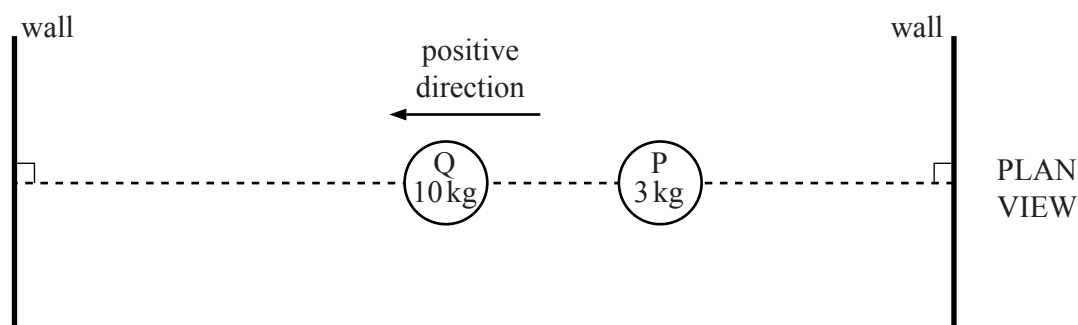 wall
wall
positive
direction
Q
10 kg
P
3 kg
PLAN
VIEW